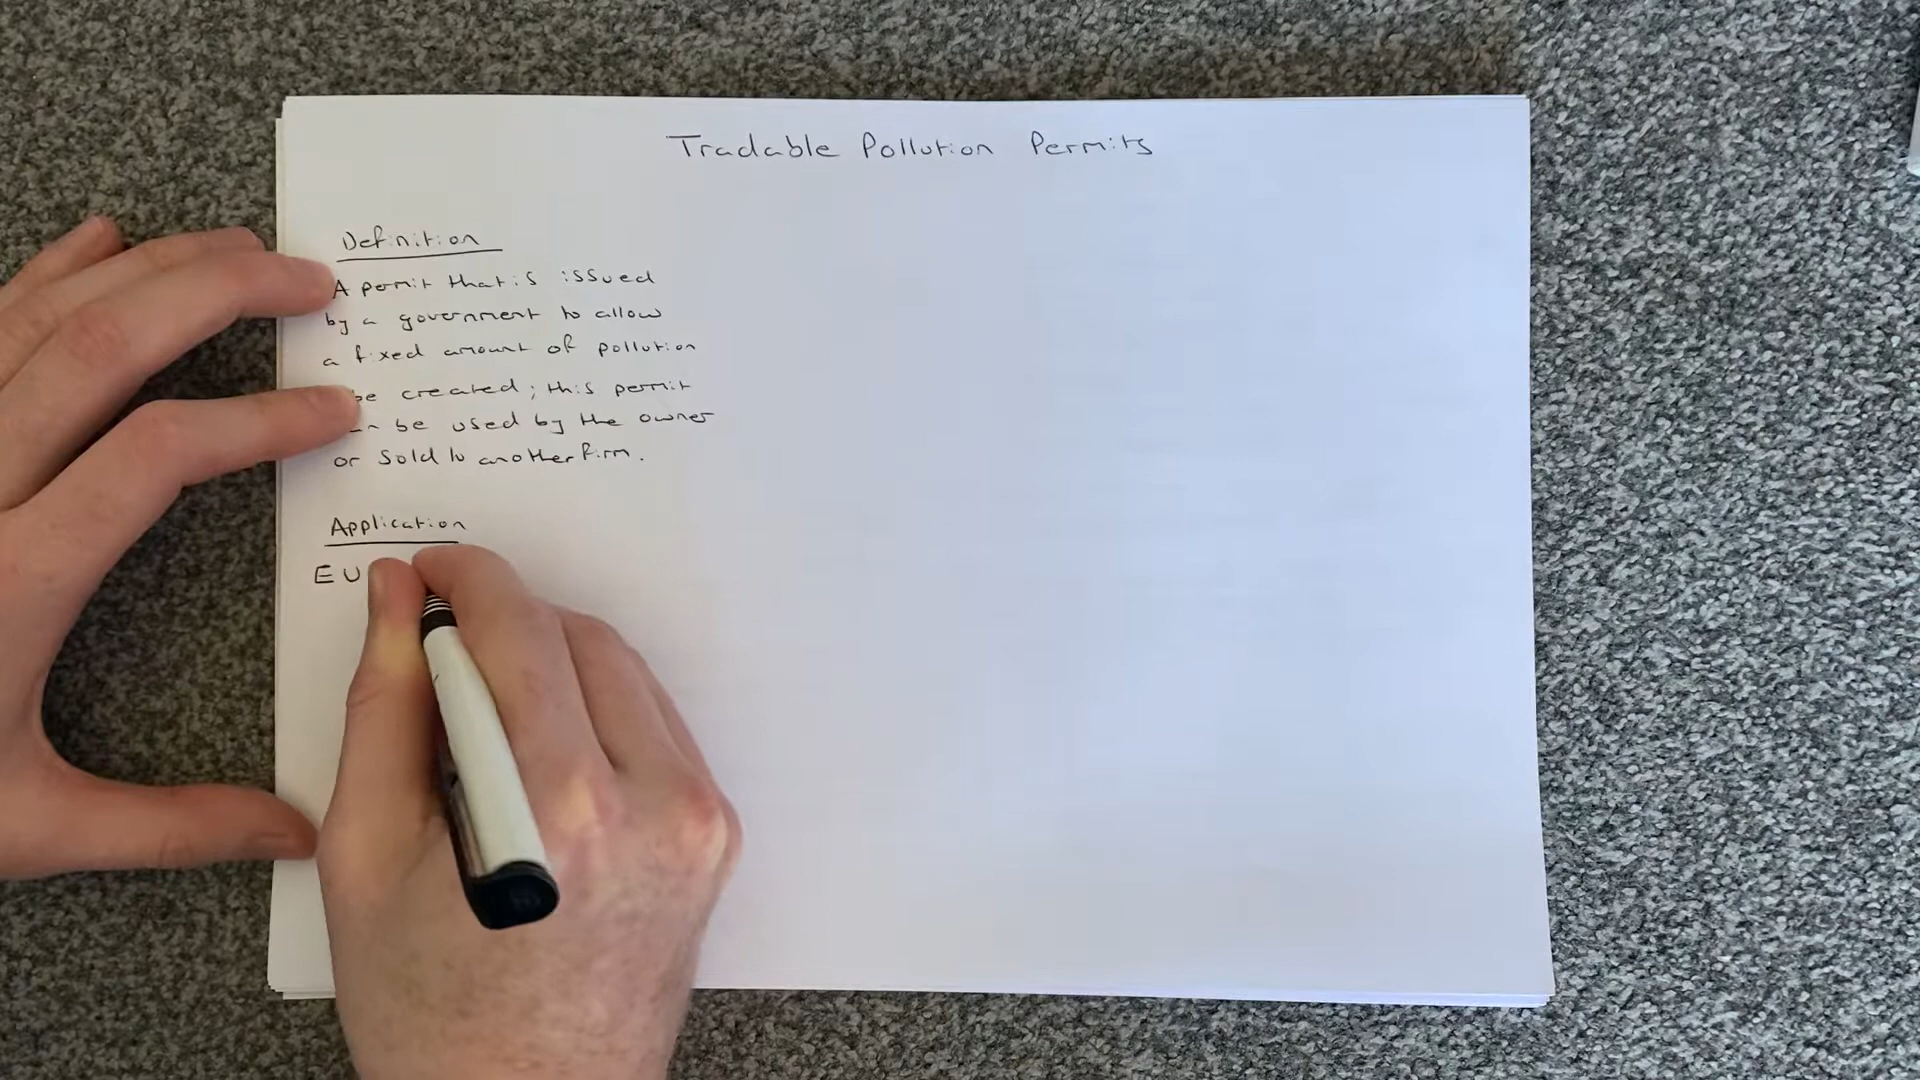 Tradable Pollution Permits
Definition
A permit that is issued
by a government to allow
a fixed amount of pollution
be created; this permit
be used by the owner
or sold to another firm.
Application
EU